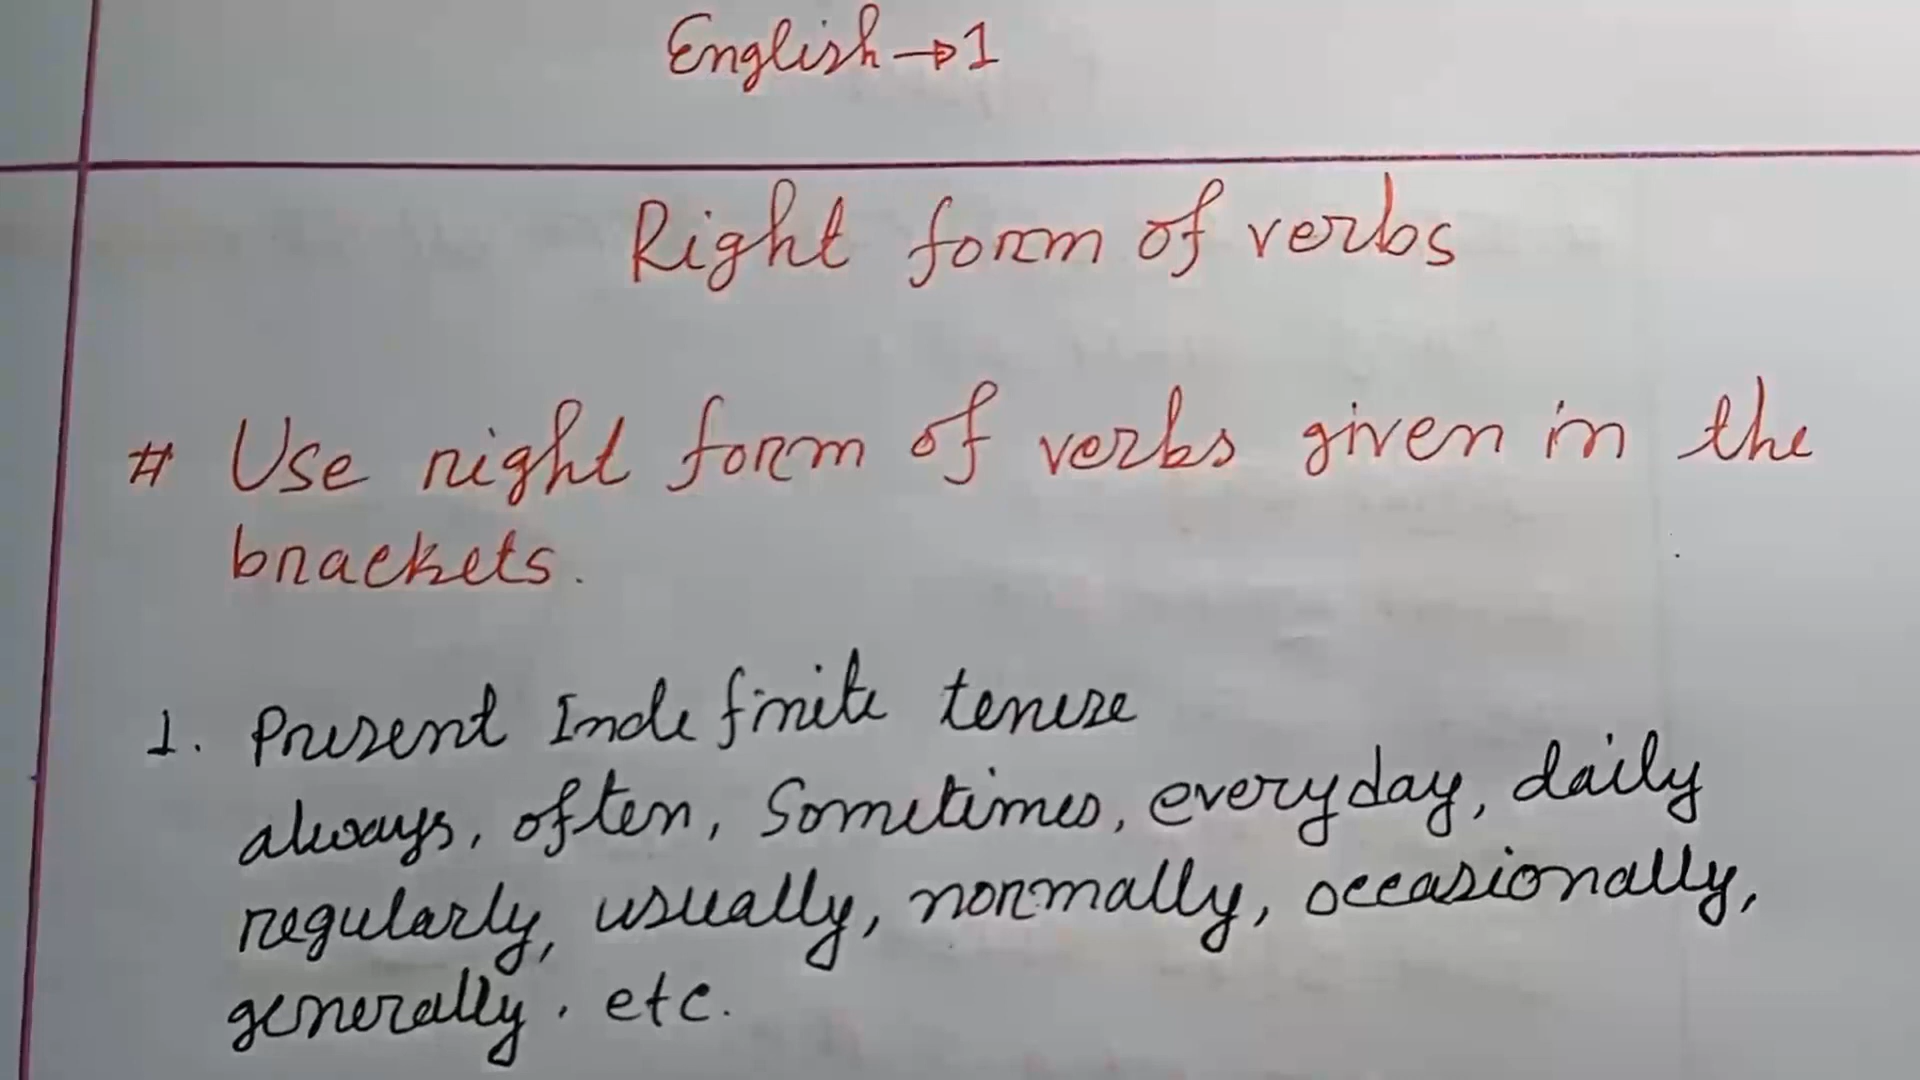 English → 1
Right form of verbs
# Use right form of verbs given in the
brackets.
1. Present Indefinite tense
always, often, Sometimes, everyday, daily
regularly, usually, normally, occasionally,
generally. etc.